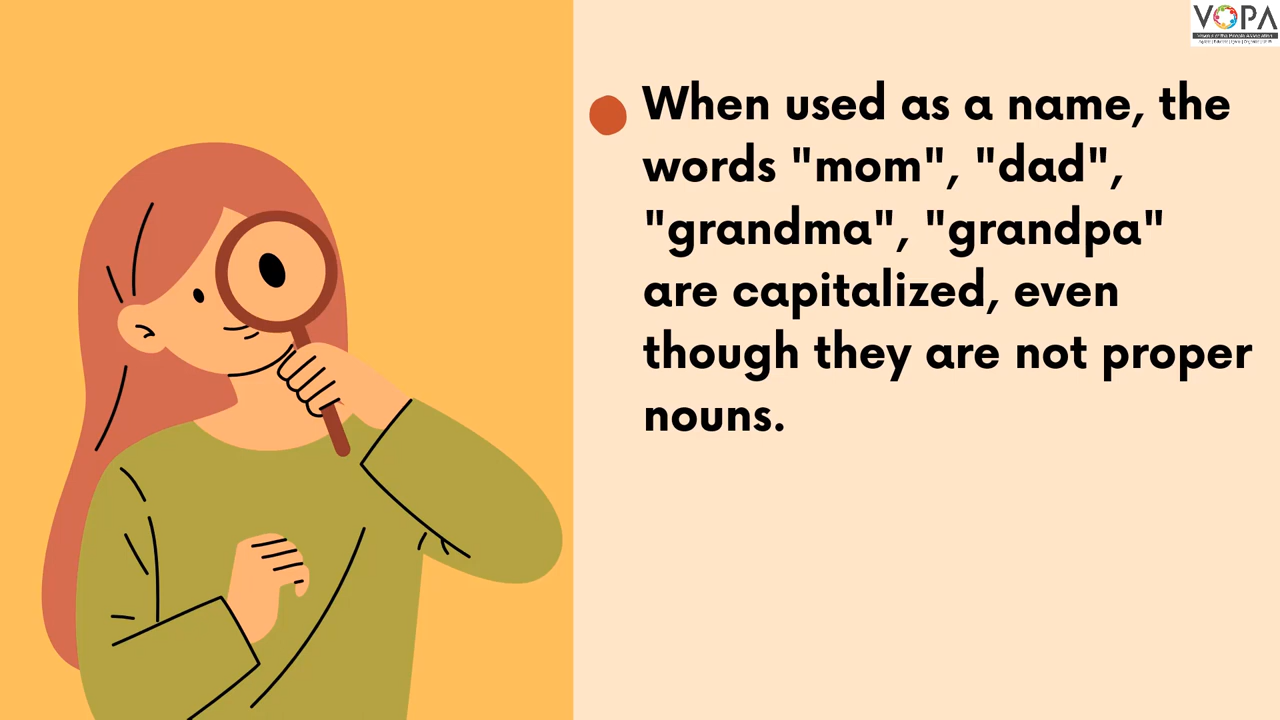 VOPA
When used as a name, the
words "mom", "dad",
"grandma", "grandpa"
are capitalized, even
though they are not proper
nouns.